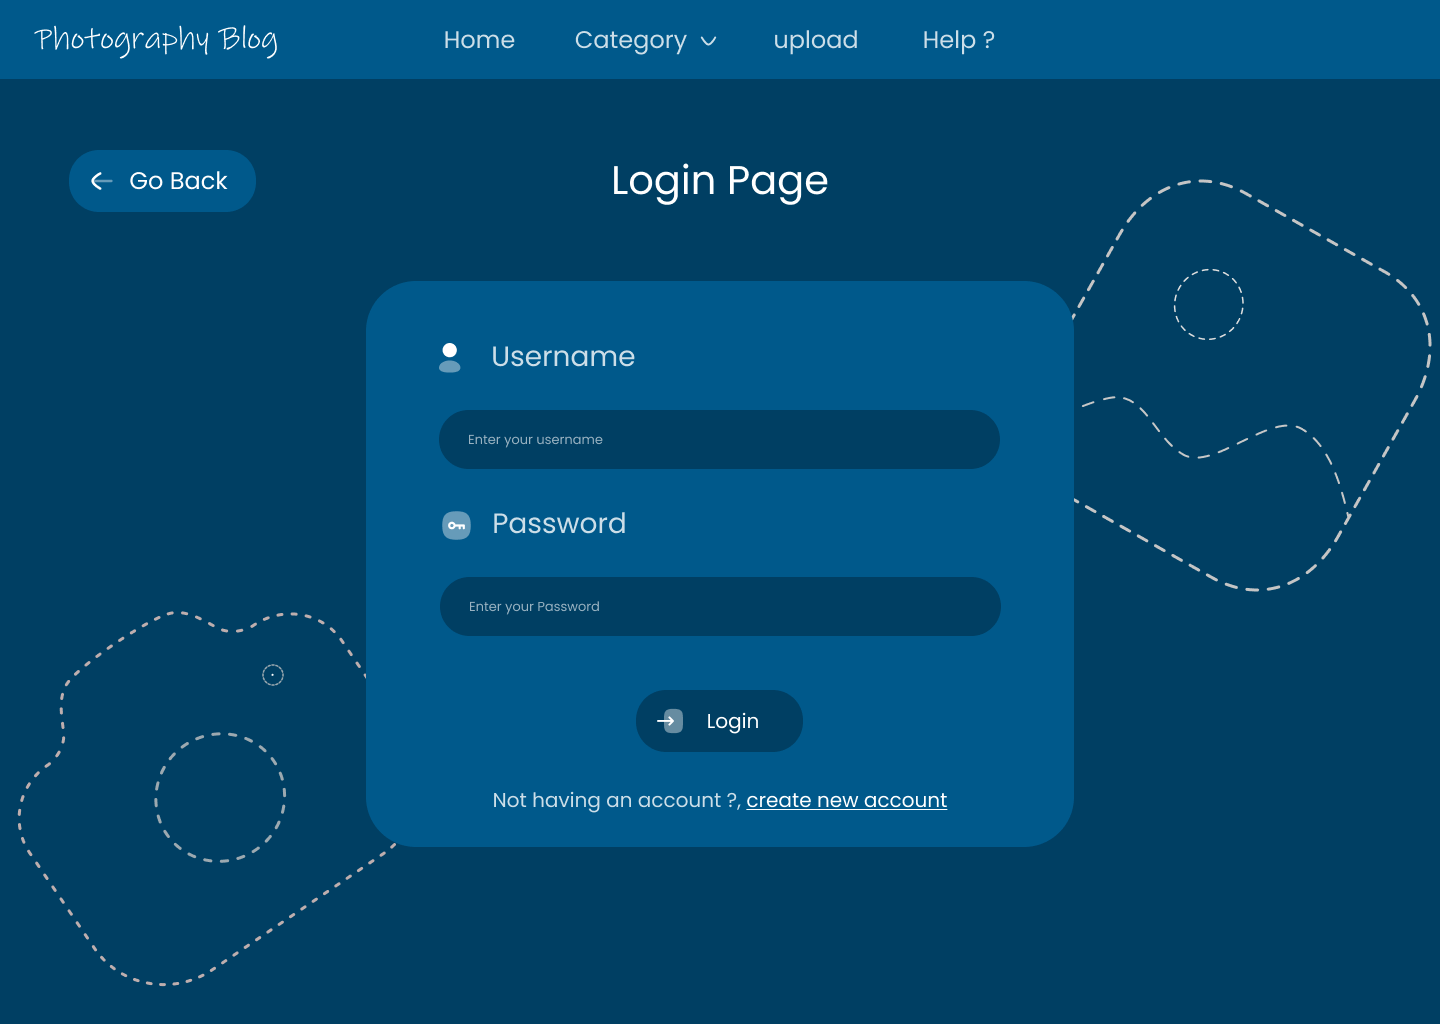 Photography Blog
Home
Category
upload
Help ?
Go Back
Login Page
Username
Enter your username
Password
Enter your Password
Login
Not having an account ?, create new account